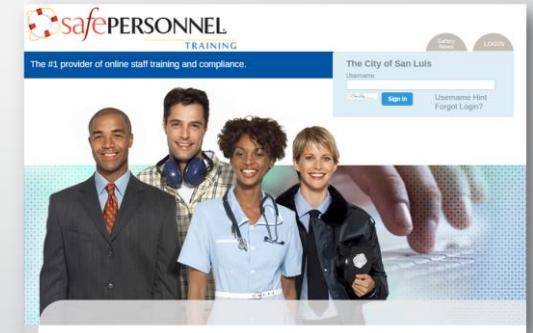 safePERSONNEL
TRAINING
Safety
News!
LOGIN
The #1 provider of online staff training and compliance.
The City of San Luis
Username
Sign In
Username Hint
Forgot Login?